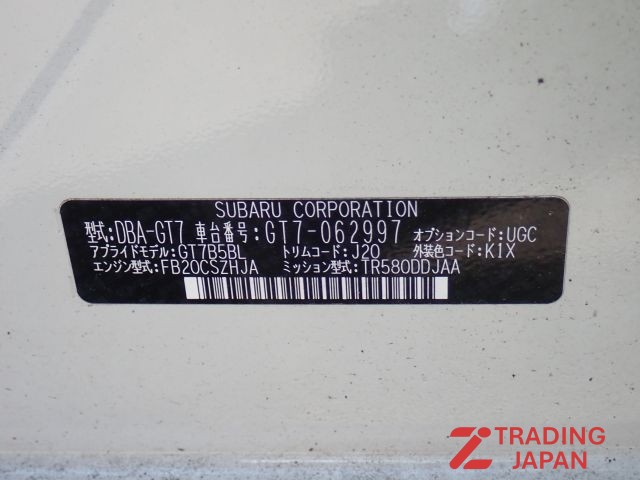 SUBARU CORPORATION
型式:DBA-GT7 車台番号:GT7-062997 オプションコード:UGC
アプライドモデル:GT7B5BL トリムコード:J20 外装色コード:K1X
エンジン型式:FB20CSZHJA ミッション型式:TR580DDJAA
TRADING
JAPAN